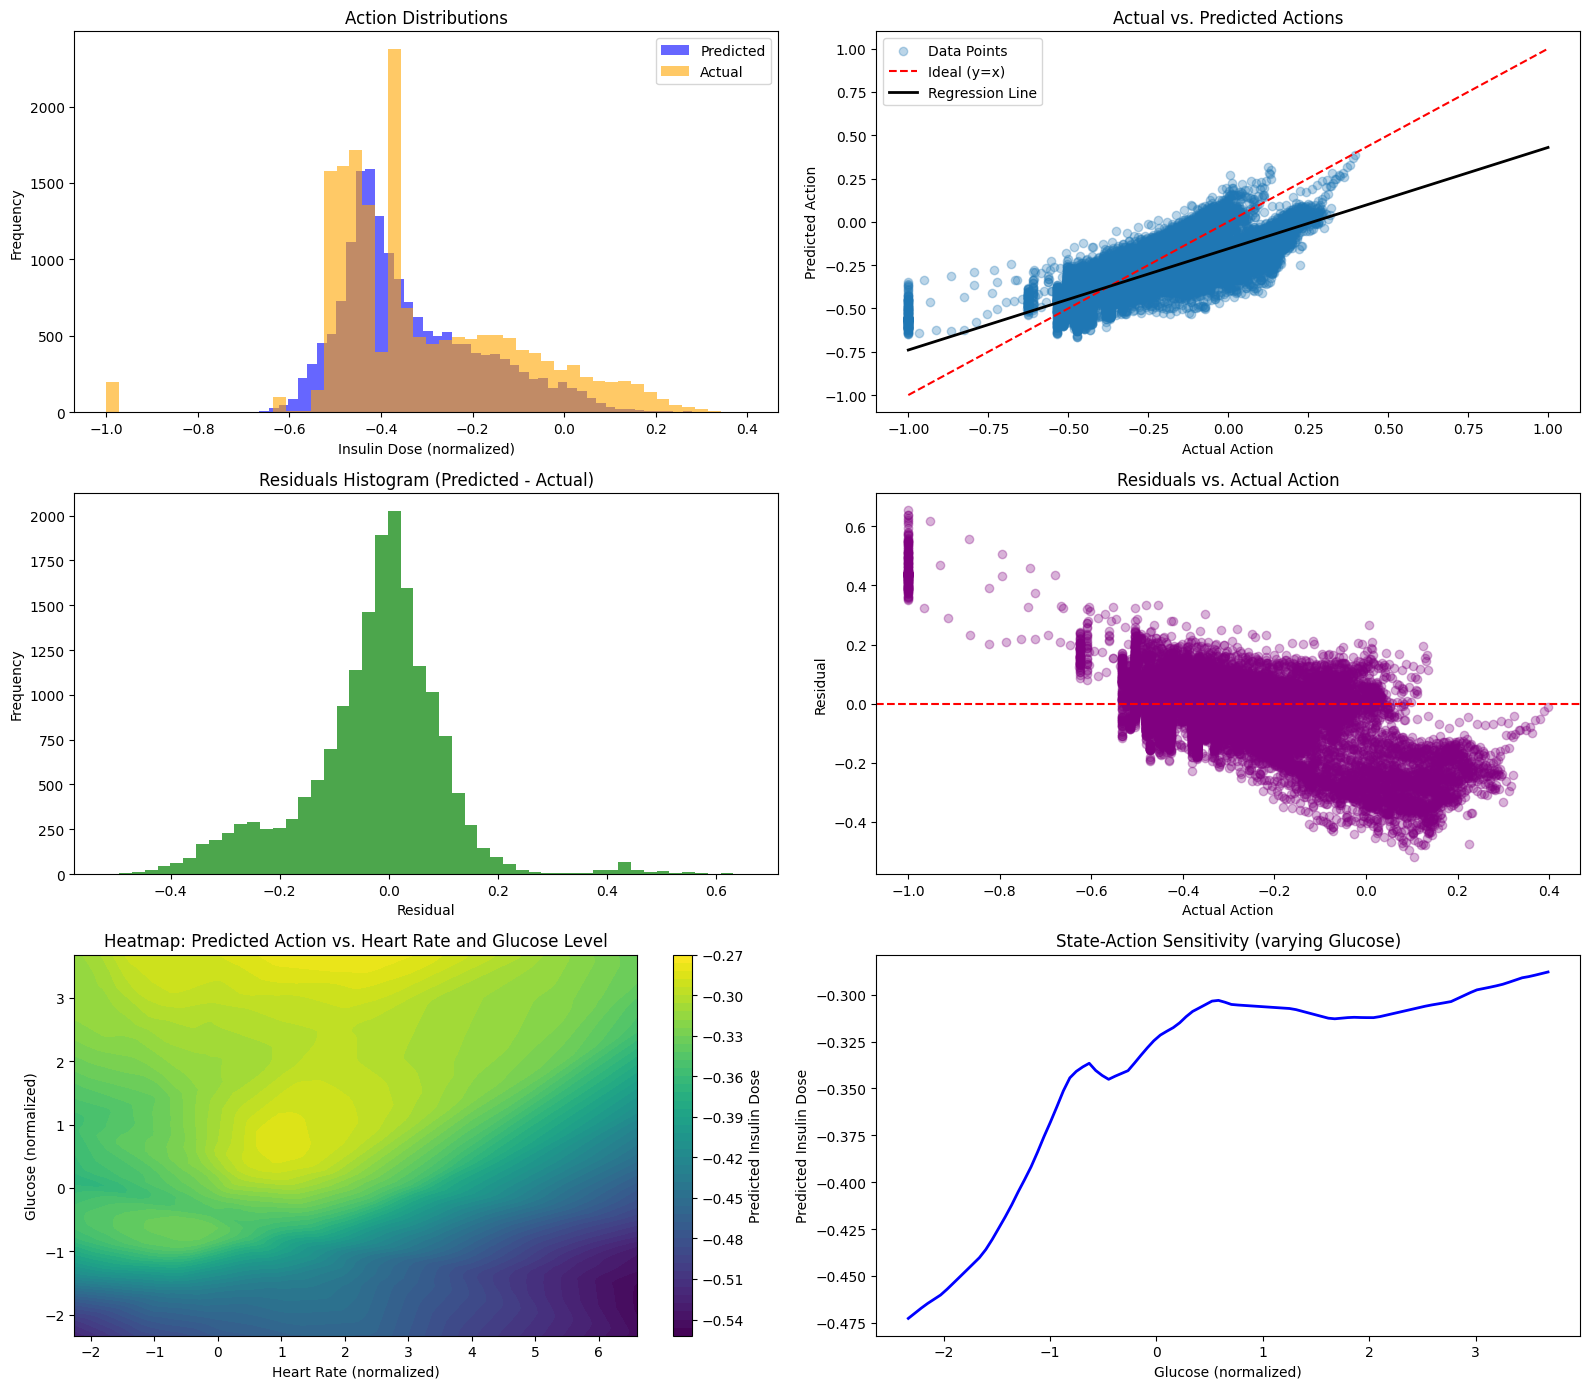 Action Distributions
Predicted
Actual
2000
1500
1000
500
0
Frequency
−1.0 −0.8 −0.6 −0.4 −0.2 0.0 0.2 0.4
Insulin Dose (normalized)
Actual vs. Predicted Actions
Data Points
Ideal (y=x)
Regression Line
1.00
0.75
0.50
0.25
0.00
−0.25
−0.50
−0.75
−1.00
Predicted Action
−1.00 −0.75 −0.50 −0.25 0.00 0.25 0.50 0.75 1.00
Actual Action
Residuals Histogram (Predicted - Actual)
2000
1750
1500
1250
1000
750
500
250
0
Frequency
−0.4 −0.2 0.0 0.2 0.4 0.6
Residual
Residuals vs. Actual Action
0.6
0.4
0.2
0.0
−0.2
−0.4
Residual
−1.0 −0.8 −0.6 −0.4 −0.2 0.0 0.2 0.4
Actual Action
Heatmap: Predicted Action vs. Heart Rate and Glucose Level
3
2
1
0
−1
−2
Glucose (normalized)
−2 −1 0 1 2 3 4 5 6
Heart Rate (normalized)
−0.27
−0.30
−0.33
−0.36
−0.39
−0.42
−0.45
−0.48
−0.51
−0.54
Predicted Insulin Dose
State-Action Sensitivity (varying Glucose)
−0.300
−0.325
−0.350
−0.375
−0.400
−0.425
−0.450
−0.475
Predicted Insulin Dose
−2 −1 0 1 2 3
Glucose (normalized)